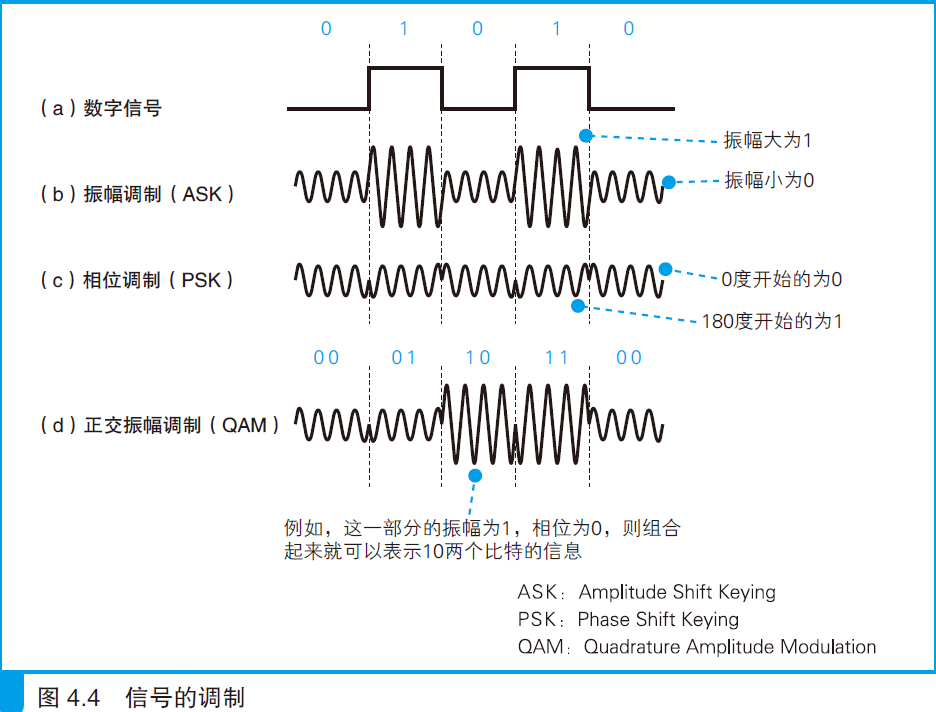 0 1 0 1 0
（a）数字信号
振幅大为1
（b）振幅调制（ASK）
振幅小为0
（c）相位调制（PSK）
0度开始的为0
180度开始的为1
00 01 10 11 00
（d）正交振幅调制（QAM）
例如，这一部分的振幅为1，相位为0，则组合
起来就可以表示10两个比特的信息
ASK：Amplitude Shift Keying
PSK：Phase Shift Keying
QAM：Quadrature Amplitude Modulation
图 4.4 信号的调制